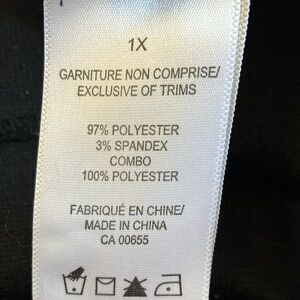 1X
GARNITURE NON COMPRISE/
EXCLUSIVE OF TRIMS
97% POLYESTER
3% SPANDEX
COMBO
100% POLYESTER
FABRIQUÉ EN CHINE/
MADE IN CHINA
CA 00655